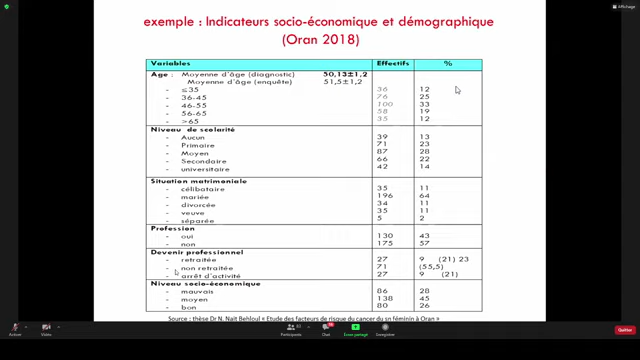 Affichage
exemple : Indicateurs socio-économique et démographique
(Oran 2018)
Variables Effectifs %
Age : Moyenne d'âge (diagnostic) 50,13±1,2
Moyenne d'âge (enquête) 51,5±1,2
- ≤35 36 12
- 36-45 76 25
- 46-55 100 33
- 56-65 58 19
- >65 35 12
Niveau de scolarité
- Aucun 39 13
- Primaire 71 23
- Moyen 87 28
- Secondaire 66 22
- universitaire 42 14
Situation matrimoniale
- célibataire 35 11
- mariée 196 64
- divorcée 34 11
- veuve 35 11
- séparée 5 2
Profession
- oui 130 43
- non 175 57
Devenir professionnel
- retraitée 27 9 (21) 23
- non retraitée 71 (55,5)
- arrêt d'activité 27 9 (21)
Niveau socio-économique
- mauvais 86 28
- moyen 138 45
- bon 80 26
Source : thèse Dr N. Nait Behloul « Etude des facteurs de risque du cancer du sn féminin à Oran »
Activer Vidéo Participants Chat Écran partagé Enregistrer Quitter